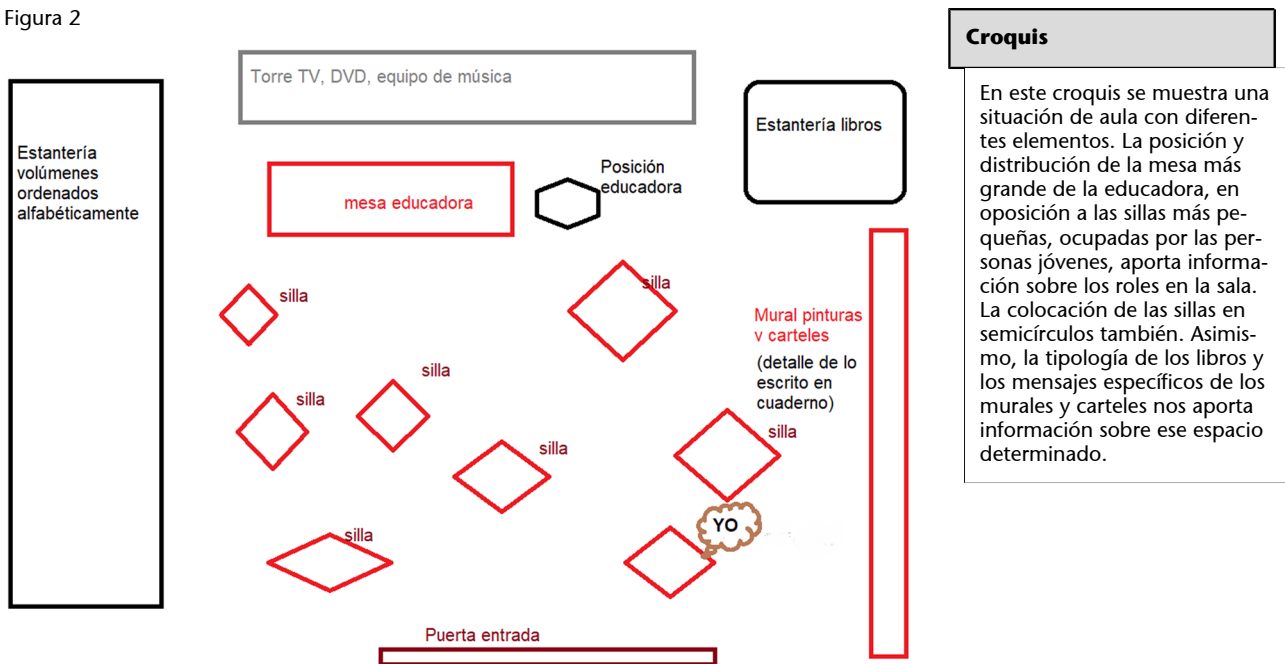 Figura 2
Torre TV, DVD, equipo de música
Estantería libros
Estantería
volúmenes
ordenados
alfabéticamente
mesa educadora
Posición
educadora
silla
silla
Mural pinturas
y carteles
(detalle de lo
escrito en
cuaderno)
silla
silla
silla
silla
silla
YO
Puerta entrada
Croquis
En este croquis se muestra una
situación de aula con diferen-
tes elementos. La posición y
distribución de la mesa más
grande de la educadora, en
oposición a las sillas más pe-
queñas, ocupadas por las per-
sonas jóvenes, aporta informa-
ción sobre los roles en la sala.
La colocación de las sillas en
semicírculos también. Asimis-
mo, la tipología de los libros y
los mensajes específicos de los
murales y carteles nos aporta
información sobre ese espacio
determinado.